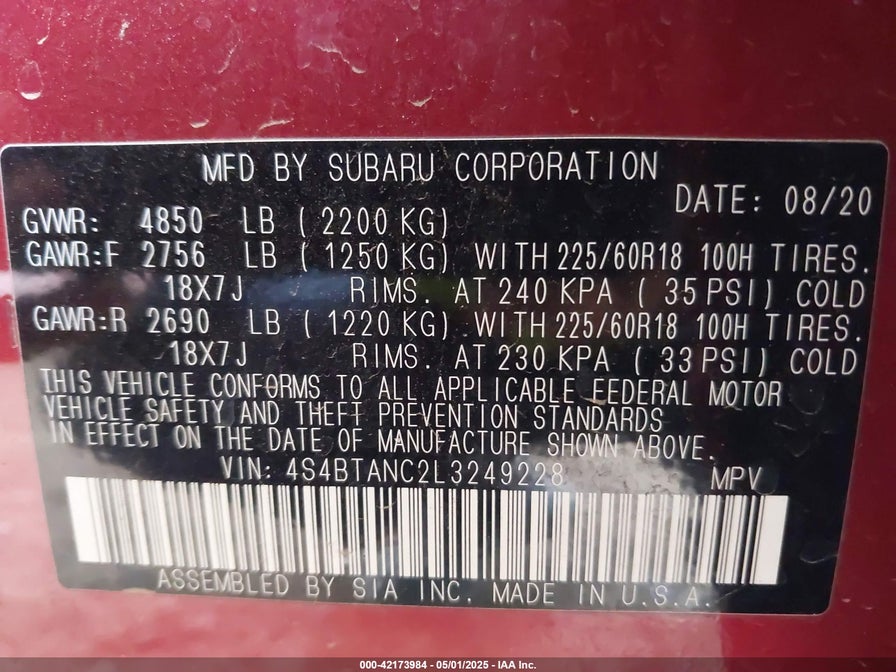 MFD BY SUBARU CORPORATION
DATE: 08/20
GVWR: 4850 LB ( 2200 KG)
GAWR:F 2756 LB ( 1250 KG) WITH 225/60R18 100H TIRES.
18X7J RIMS. AT 240 KPA ( 35 PSI) COLD
GAWR:R 2690 LB ( 1220 KG) WITH 225/60R18 100H TIRES.
18X7J RIMS. AT 230 KPA ( 33 PSI) COLD
THIS VEHICLE CONFORMS TO ALL APPLICABLE FEDERAL MOTOR
VEHICLE SAFETY AND THEFT PREVENTION STANDARDS
IN EFFECT ON THE DATE OF MANUFACTURE SHOWN ABOVE.
VIN: 4S4BTANC2L3249228 MPV
ASSEMBLED BY SIA INC. MADE IN U.S.A.
000-42173984 - 05/01/2025 - IAA Inc.